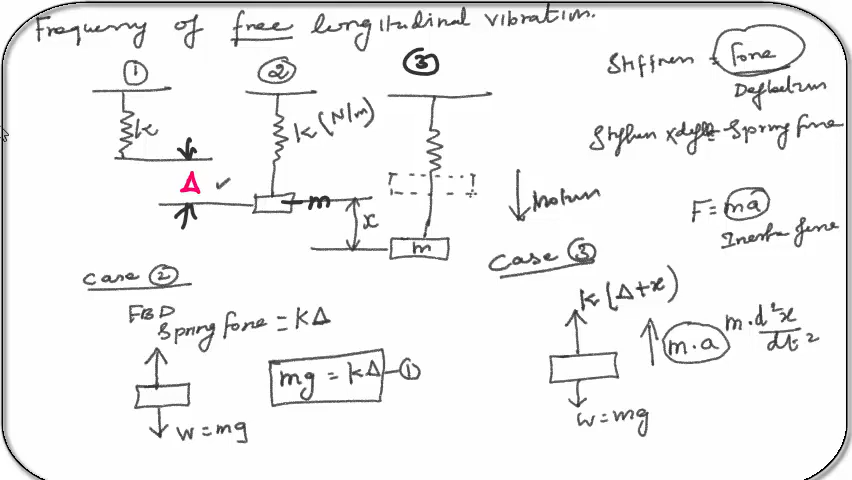 Frequency of free longitudinal vibration.
① ② ③
k
k (N/m)
Δ ✓
m
x
m
Stiffness = Force
Deflection
Stiffness x defl = Spring force
Motion
F = ma
Inertia force
Case ②
FBD
Spring force = kΔ
W = mg
mg = kΔ — ①
Case ③
k (Δ+x)
m.a
m. d²x
dt²
W = mg